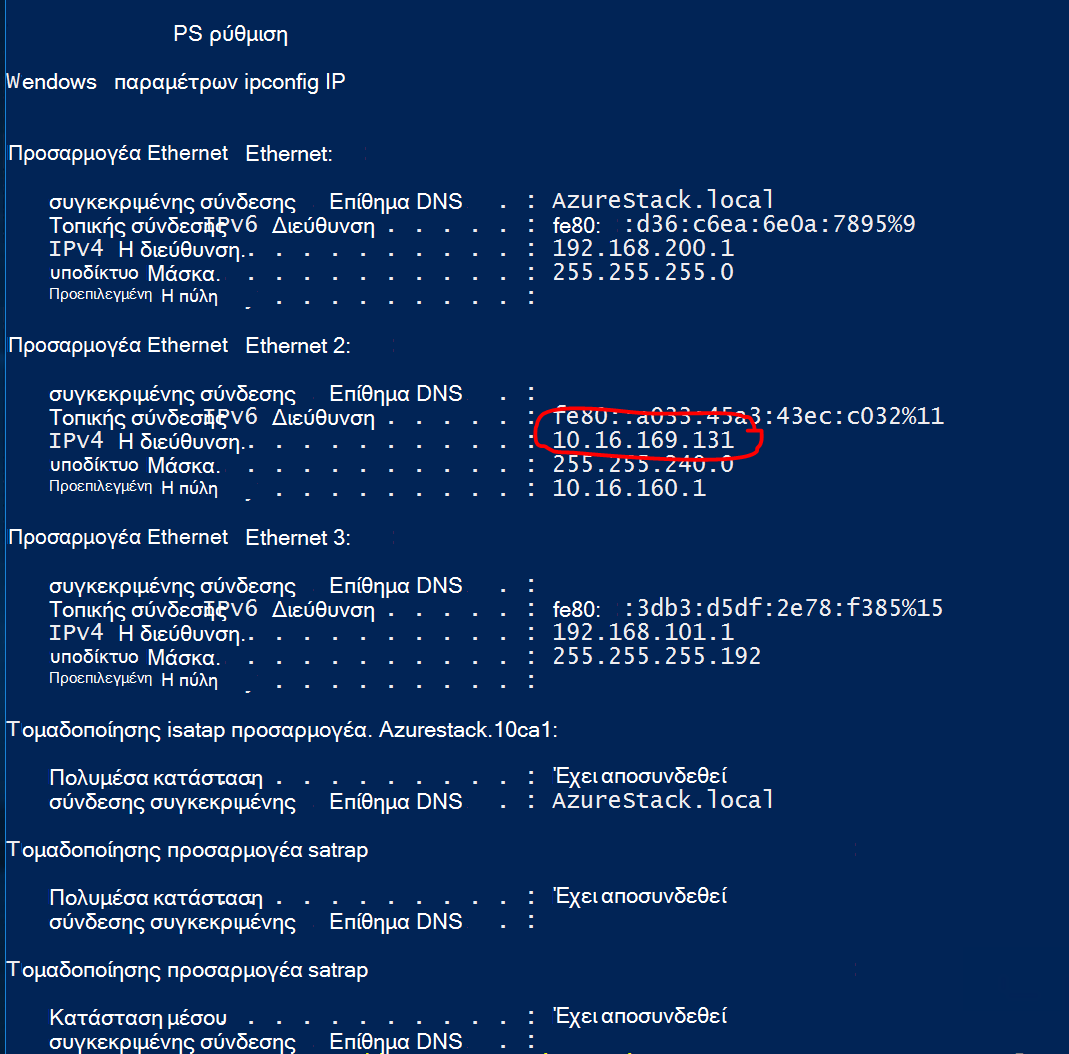 PS ρύθμιση
Wendows παραμέτρων ipconfig IP
Προσαρμογέα Ethernet Ethernet:
συγκεκριμένης σύνδεσης Επίθημα DNS . : AzureStack.local
Τοπικής σύνδεσης IPv6 Διεύθυνση . . . . . : fe80: :d36:c6ea:6e0a:7895%9
IPv4 Η διεύθυνση. . . . . . . . . . . : 192.168.200.1
υποδίκτυο Μάσκα. . . . . . . . . . . : 255.255.255.0
Προεπιλεγμένη Η πύλη . . . . . . . . . . :
Προσαρμογέα Ethernet Ethernet 2:
συγκεκριμένης σύνδεσης Επίθημα DNS . :
Τοπικής σύνδεσης IPv6 Διεύθυνση . . . . . : fe80::a033:45a3:43ec:c032%11
IPv4 Η διεύθυνση. . . . . . . . . . . : 10.16.169.131
υποδίκτυο Μάσκα. . . . . . . . . . . : 255.255.240.0
Προεπιλεγμένη Η πύλη . . . . . . . . . . : 10.16.160.1
Προσαρμογέα Ethernet Ethernet 3:
συγκεκριμένης σύνδεσης Επίθημα DNS . :
Τοπικής σύνδεσης IPv6 Διεύθυνση . . . . . : fe80: :3db3:d5df:2e78:f385%15
IPv4 Η διεύθυνση. . . . . . . . . . . : 192.168.101.1
υποδίκτυο Μάσκα. . . . . . . . . . . : 255.255.255.192
Προεπιλεγμένη Η πύλη . . . . . . . . . . :
Τομαδοποίησης isatap προσαρμογέα. Azurestack.10ca1:
Πολυμέσα κατάσταση . . . . . . . . . . : Έχει αποσυνδεθεί
σύνδεσης συγκεκριμένης Επίθημα DNS . : AzureStack.local
Τομαδοποίησης προσαρμογέα satrap
Πολυμέσα κατάσταση . . . . . . . . . . : Έχει αποσυνδεθεί
σύνδεσης συγκεκριμένης Επίθημα DNS . :
Τομαδοποίησης προσαρμογέα satrap
Κατάσταση μέσου . . . . . . . . . . . : Έχει αποσυνδεθεί
συγκεκριμένης σύνδεσης Επίθημα DNS . :